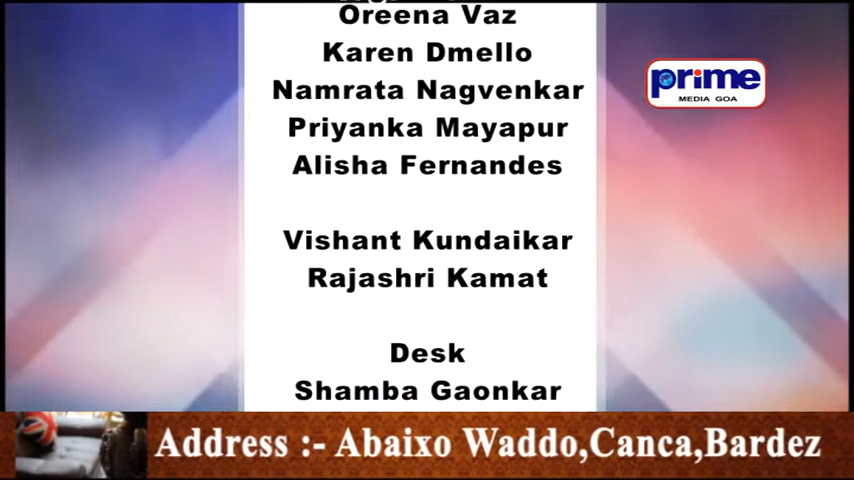 Oreena Vaz
Karen Dmello
Namrata Nagvenkar
Priyanka Mayapur
Alisha Fernandes
Vishant Kundaikar
Rajashri Kamat
Desk
Shamba Gaonkar
prime
MEDIA GOA
Address :- Abaixo Waddo,Canca,Bardez